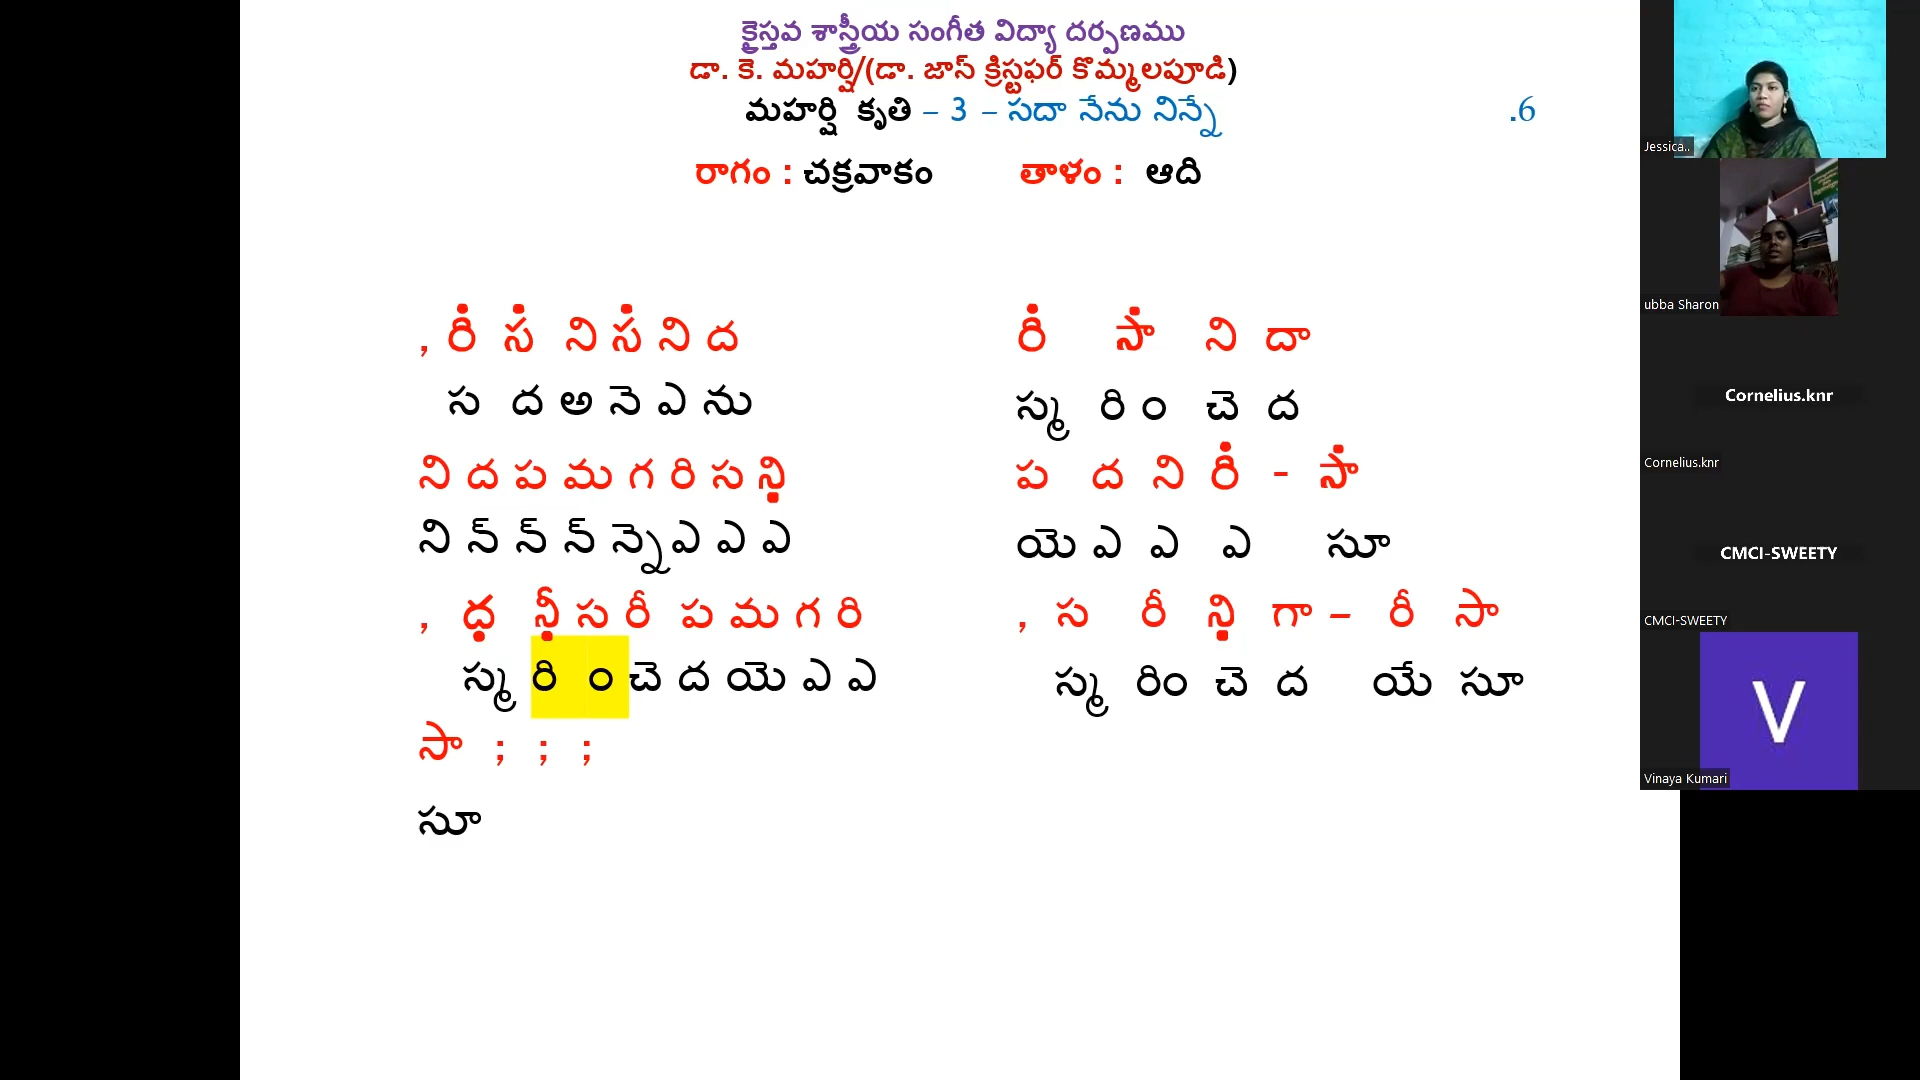 క్రైస్తవ శాస్త్రీయ సంగీత విద్యా దర్పణము
డా. కె. మహర్షి/(డా. జాస్ క్రిస్టఫర్ కొమ్మలపూడి)
మహర్షి కృతి – 3 – సదా నేను నిన్నే .6
రాగం : చక్రవాకం తాళం : ఆది
, రిం స ని స ని ద రిం సా ని దా
స ద అ నె ఎ ను స్మ రి ం చె ద
ని ద ప మ గ రి స ని ప ద ని రిం - సా
ని న్ న్ న్ న్నె ఎ ఎ ఎ యె ఎ ఎ ఎ సూ
, ధ నీ స రీ ప మ గ రి , స రీ ని గా – రీ సా
స్మ రి ం చె ద యె ఎ ఎ స్మ రిం చె ద యే సూ
సా ; ; ;
సూ
Jessica..
ubba Sharon
Cornelius.knr
Cornelius.knr
CMCI-SWEETY
CMCI-SWEETY
V
Vinaya Kumari